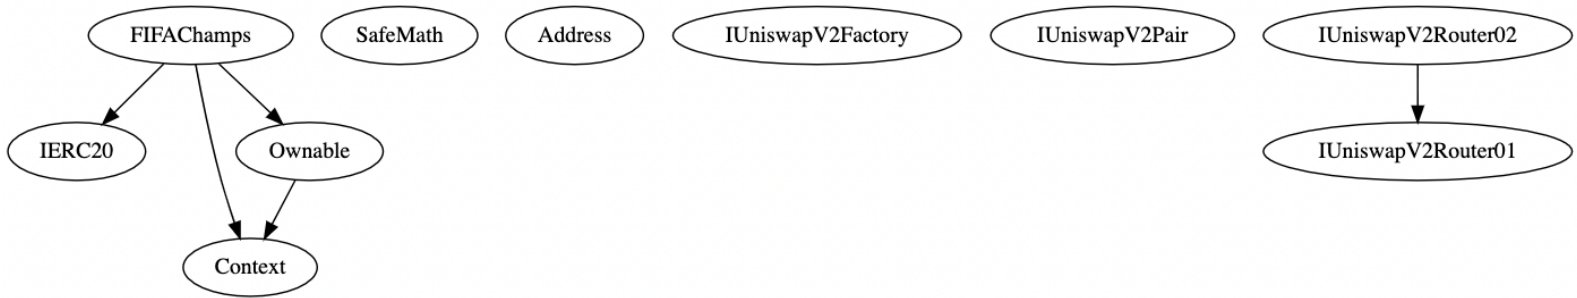 FIFAChamps
SafeMath
Address
IUniswapV2Factory
IUniswapV2Pair
IUniswapV2Router02
IERC20
Ownable
IUniswapV2Router01
Context